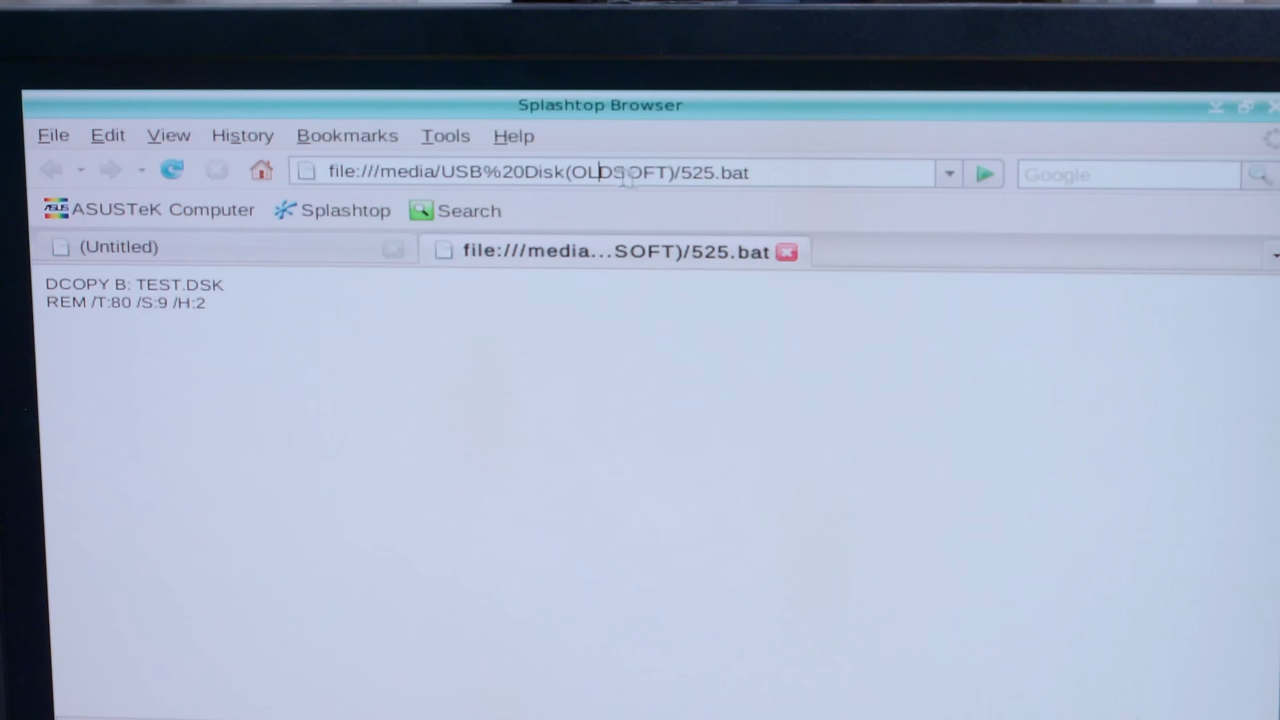 Splashtop Browser
File Edit View History Bookmarks Tools Help
file:///media/USB%20Disk(OLDSOFT)/525.bat Google
ASUS ASUSTeK Computer Splashtop Search
(Untitled) file:///media...SOFT)/525.bat
DCOPY B: TEST.DSK
REM /T:80 /S:9 /H:2